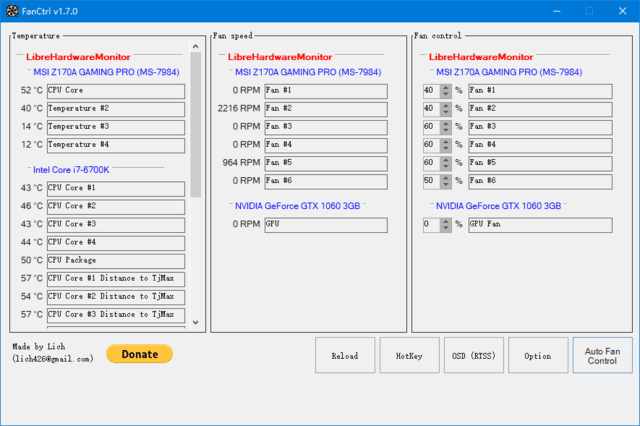 FanCtrl v1.7.0
Temperature
LibreHardwareMonitor
MSI Z170A GAMING PRO (MS-7984)
52 °C CPU Core
40 °C Temperature #2
14 °C Temperature #3
12 °C Temperature #4
Intel Core i7-6700K
43 °C CPU Core #1
46 °C CPU Core #2
43 °C CPU Core #3
44 °C CPU Core #4
50 °C CPU Package
57 °C CPU Core #1 Distance to TjMax
54 °C CPU Core #2 Distance to TjMax
57 °C CPU Core #3 Distance to TjMax
Fan speed
LibreHardwareMonitor
MSI Z170A GAMING PRO (MS-7984)
0 RPM Fan #1
2216 RPM Fan #2
0 RPM Fan #3
0 RPM Fan #4
964 RPM Fan #5
0 RPM Fan #6
NVIDIA GeForce GTX 1060 3GB
0 RPM GPU
Fan control
LibreHardwareMonitor
MSI Z170A GAMING PRO (MS-7984)
40 % Fan #1
40 % Fan #2
60 % Fan #3
60 % Fan #4
60 % Fan #5
50 % Fan #6
NVIDIA GeForce GTX 1060 3GB
0 % GPU Fan
Made by Lich
(lich426@gmail.com)
Donate
Reload
HotKey
OSD (RTSS)
Option
Auto Fan
Control